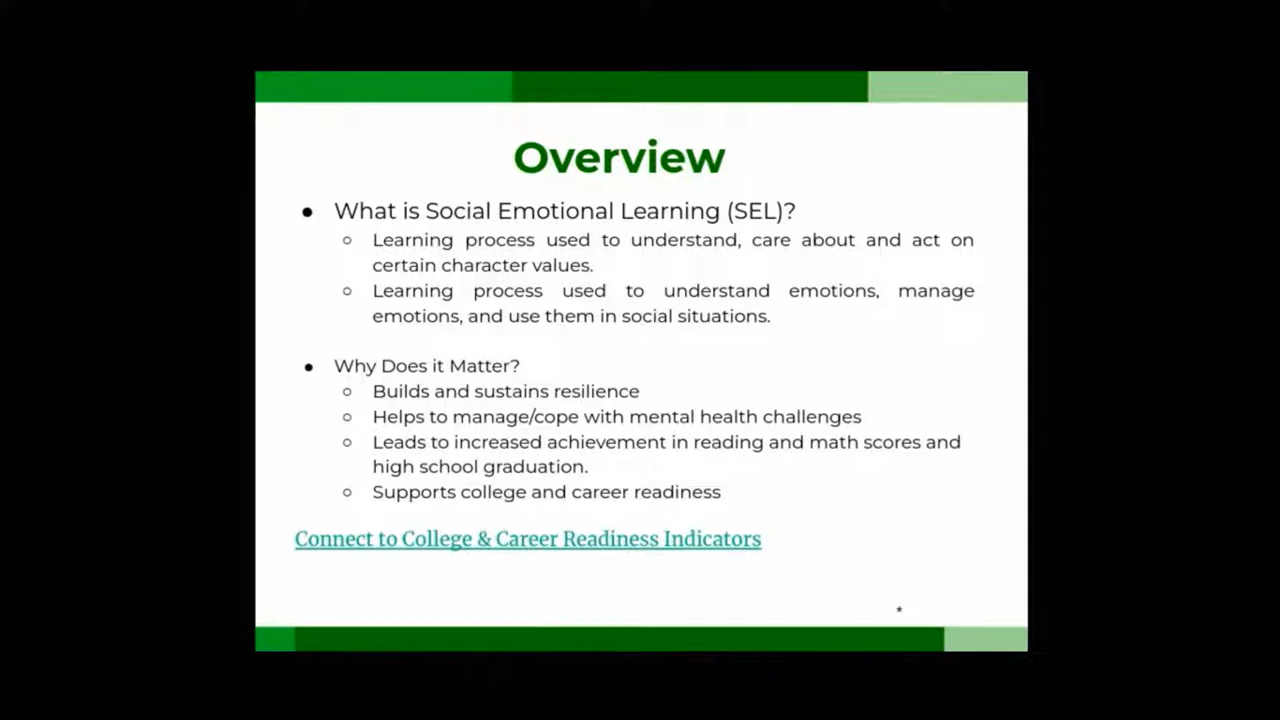 Overview
● What is Social Emotional Learning (SEL)?
○ Learning process used to understand, care about and act on
certain character values.
○ Learning process used to understand emotions, manage
emotions, and use them in social situations.
● Why Does it Matter?
○ Builds and sustains resilience
○ Helps to manage/cope with mental health challenges
○ Leads to increased achievement in reading and math scores and
high school graduation.
○ Supports college and career readiness
Connect to College & Career Readiness Indicators
*